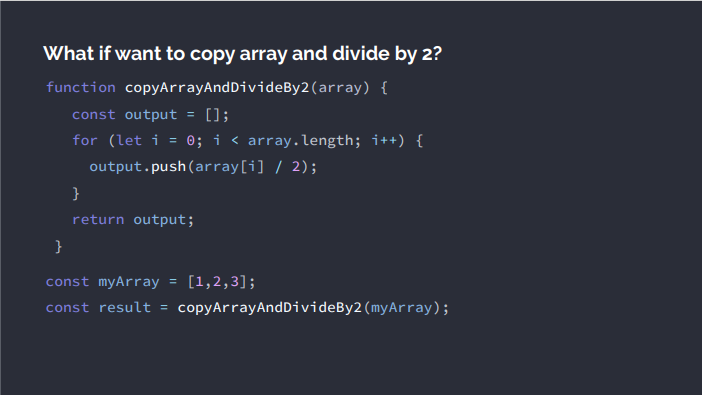 What if want to copy array and divide by 2?
function copyArrayAndDivideBy2(array) {
const output = [];
for (let i = 0; i < array.length; i++) {
output.push(array[i] / 2);
}
return output;
}
const myArray = [1,2,3];
const result = copyArrayAndDivideBy2(myArray);